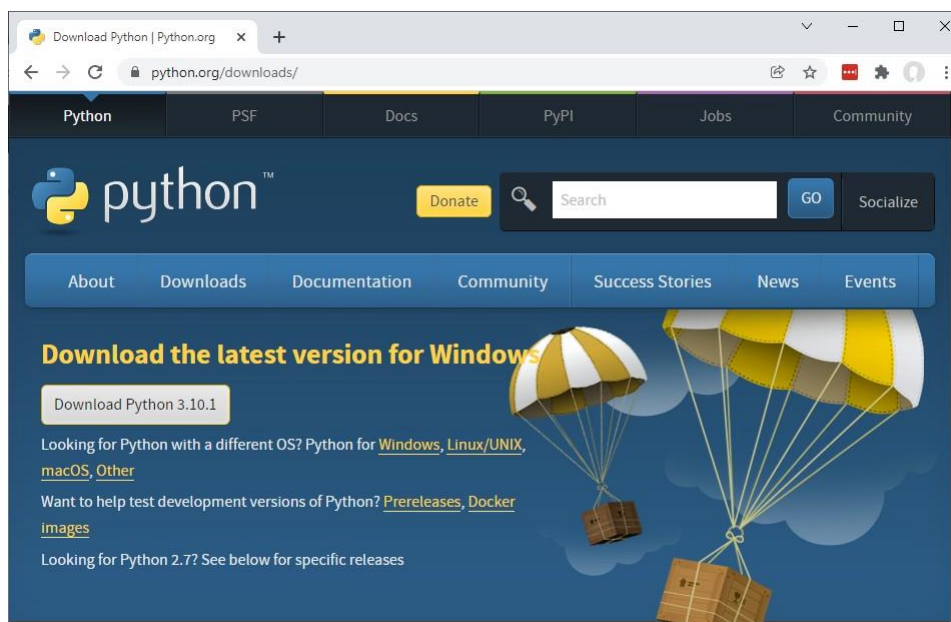 Download Python | Python.org
python.org/downloads/
Python PSF Docs PyPI Jobs Community
python™
Donate Search GO Socialize
About Downloads Documentation Community Success Stories News Events
Download the latest version for Windows
Download Python 3.10.1
Looking for Python with a different OS? Python for Windows, Linux/UNIX,
macOS, Other
Want to help test development versions of Python? Prereleases, Docker
images
Looking for Python 2.7? See below for specific releases